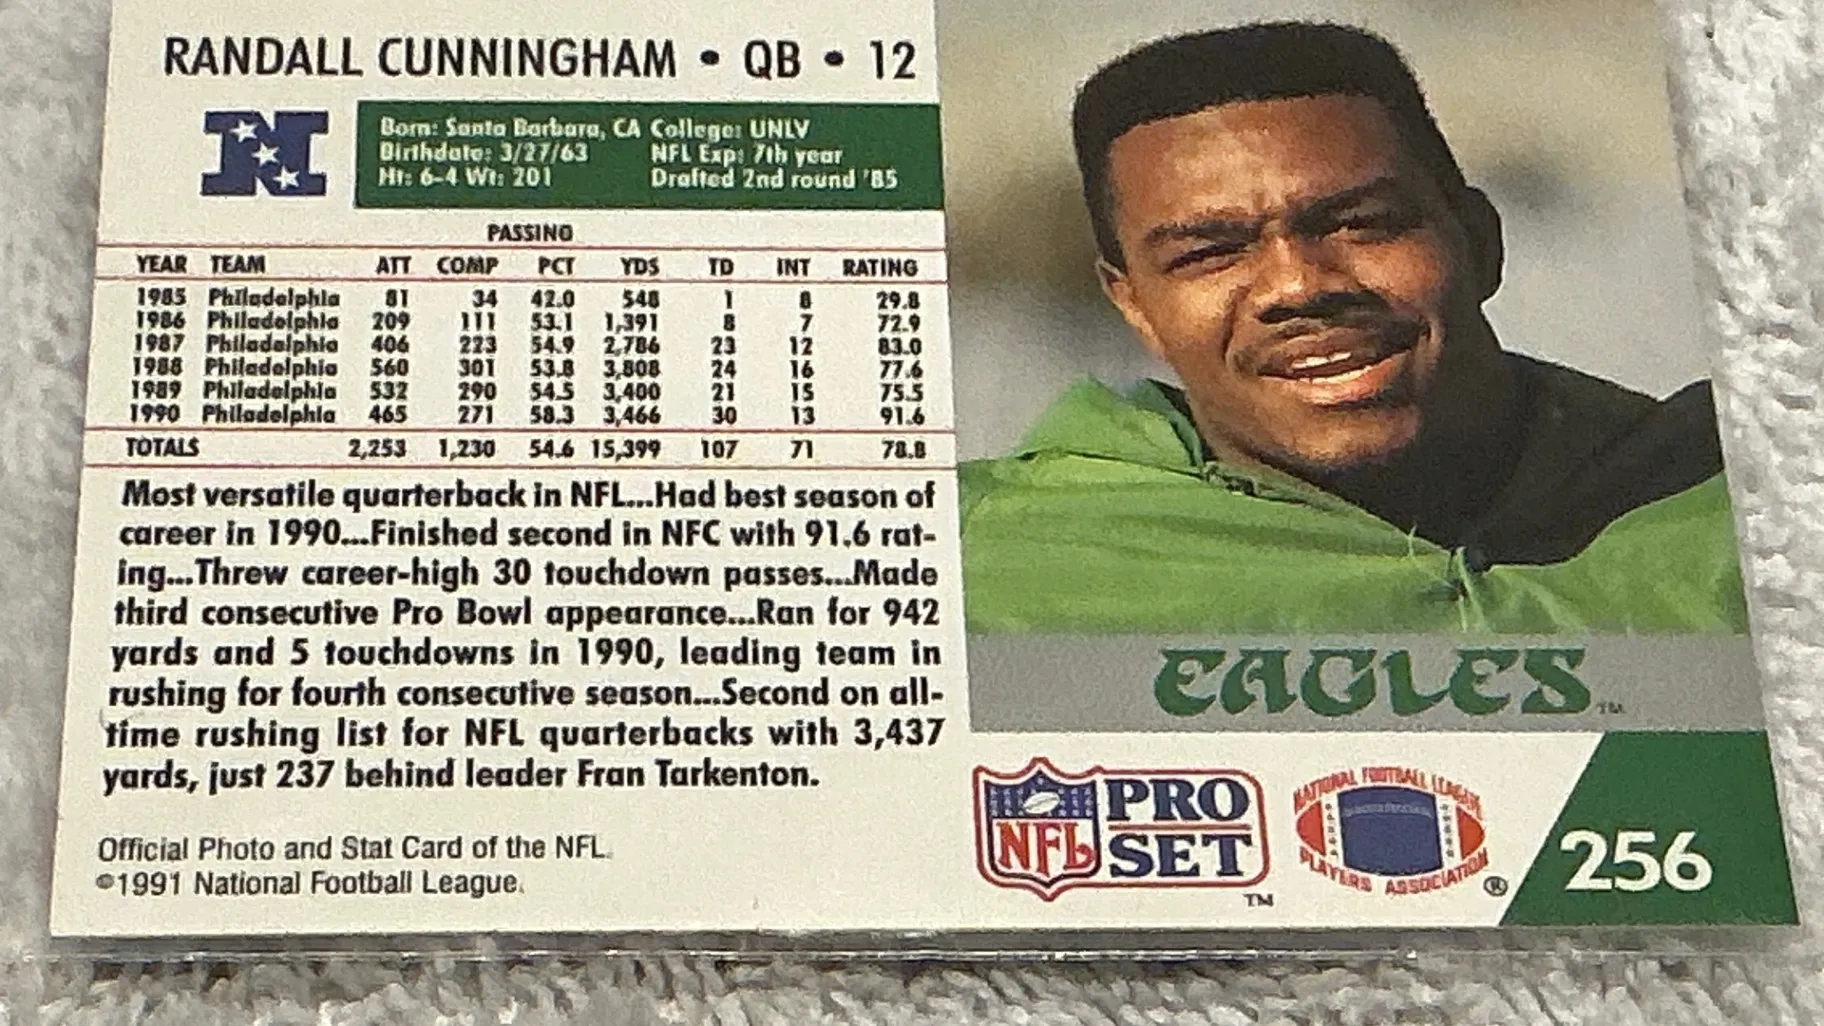 RANDALL CUNNINGHAM • QB • 12
Born: Santa Barbara, CA College: UNLV
Birthdate: 3/27/63 NFL Exp: 7th year
Ht: 6-4 Wt: 201 Drafted 2nd round '85
PASSING
YEAR TEAM ATT COMP PCT YDS TD INT RATING
1985 Philadelphia 81 34 42.0 548 1 8 29.8
1986 Philadelphia 209 111 53.1 1,391 8 7 72.9
1987 Philadelphia 406 223 54.9 2,786 23 12 83.0
1988 Philadelphia 560 301 53.8 3,808 24 16 77.6
1989 Philadelphia 532 290 54.5 3,400 21 15 75.5
1990 Philadelphia 465 271 58.3 3,466 30 13 91.6
TOTALS 2,253 1,230 54.6 15,399 107 71 78.8
Most versatile quarterback in NFL...Had best season of
career in 1990...Finished second in NFC with 91.6 rat-
ing...Threw career-high 30 touchdown passes...Made
third consecutive Pro Bowl appearance...Ran for 942
yards and 5 touchdowns in 1990, leading team in
rushing for fourth consecutive season...Second on all-
time rushing list for NFL quarterbacks with 3,437
yards, just 237 behind leader Fran Tarkenton.
Official Photo and Stat Card of the NFL.
©1991 National Football League.
EAGLES™
NFL PRO SET™
NATIONAL FOOTBALL LEAGUE
PLAYERS ASSOCIATION®
256